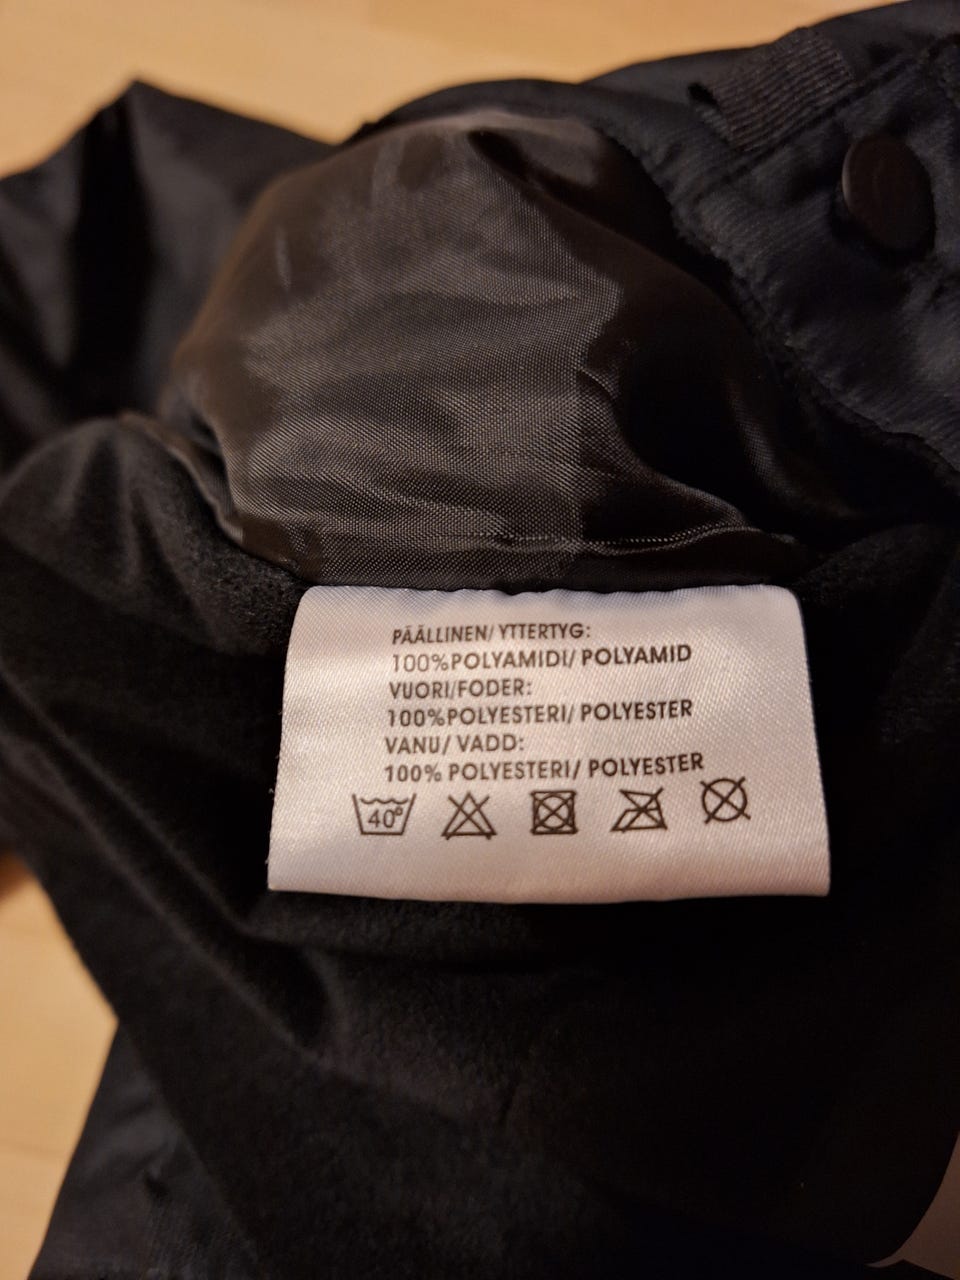 PÄÄLLINEN/ YTTERTYG:
100%POLYAMIDI/ POLYAMID
VUORI/FODER:
100%POLYESTERI/ POLYESTER
VANU/ VADD:
100% POLYESTERI/ POLYESTER
40°